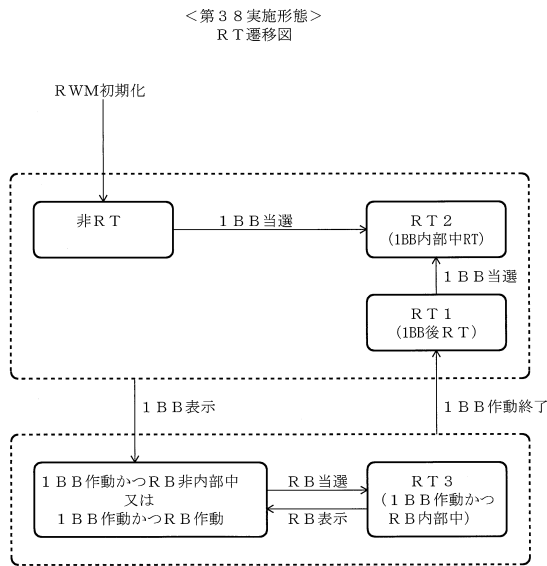 ＜第３８実施形態＞
ＲＴ遷移図
ＲＷＭ初期化
非ＲＴ
１ＢＢ当選
ＲＴ２
（1BB内部中RT）
１ＢＢ当選
ＲＴ１
（1BB後ＲＴ）
１ＢＢ表示
１ＢＢ作動終了
１ＢＢ作動かつＲＢ非内部中
又は
１ＢＢ作動かつＲＢ作動
ＲＢ当選
ＲＢ表示
ＲＴ３
（１ＢＢ作動かつ
ＲＢ内部中）